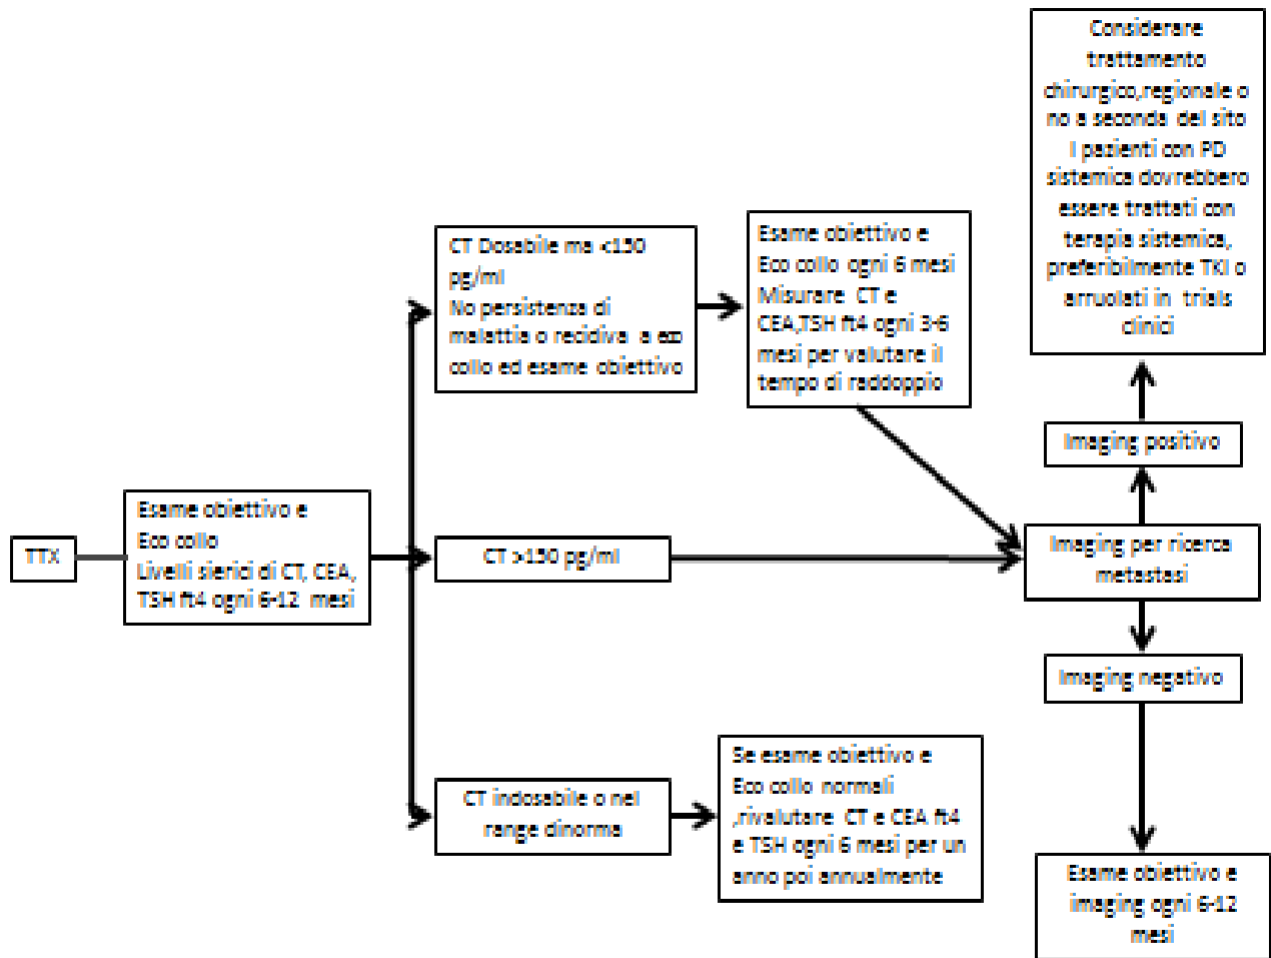 TTX
Esame obiettivo e
Eco collo
Livelli sierici di CT, CEA,
TSH ft4 ogni 6-12 mesi
CT Dosabile ma <150
pg/ml
No persistenza di
malattia o recidiva a eco
collo ed esame obiettivo
Esame obiettivo e
Eco collo ogni 6 mesi
Misurare CT e
CEA,TSH ft4 ogni 3-6
mesi per valutare il
tempo di raddoppio
CT >150 pg/ml
CT indosabile o nel
range dinorma
Se esame obiettivo e
Eco collo normali
,rivalutare CT e CEA ft4
e TSH ogni 6 mesi per un
anno poi annualmente
Considerare
trattamento
chirurgico,regionale o
no a seconda del sito
I pazienti con PD
sistemica dovrebbero
essere trattati con
terapia sistemica,
preferibilmente TKI o
arruolati in trials
clinici
Imaging positivo
Imaging per ricerca
metastasi
Imaging negativo
Esame obiettivo e
imaging ogni 6-12
mesi